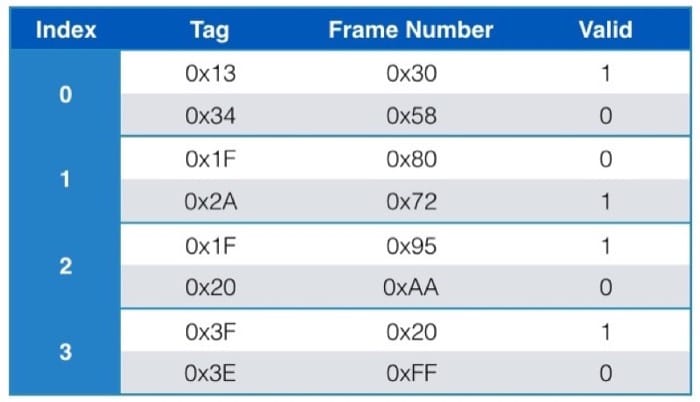 Index Tag Frame Number Valid
0
0x13 0x30 1
0x34 0x58 0
1
0x1F 0x80 0
0x2A 0x72 1
2
0x1F 0x95 1
0x20 0xAA 0
3
0x3F 0x20 1
0x3E 0xFF 0